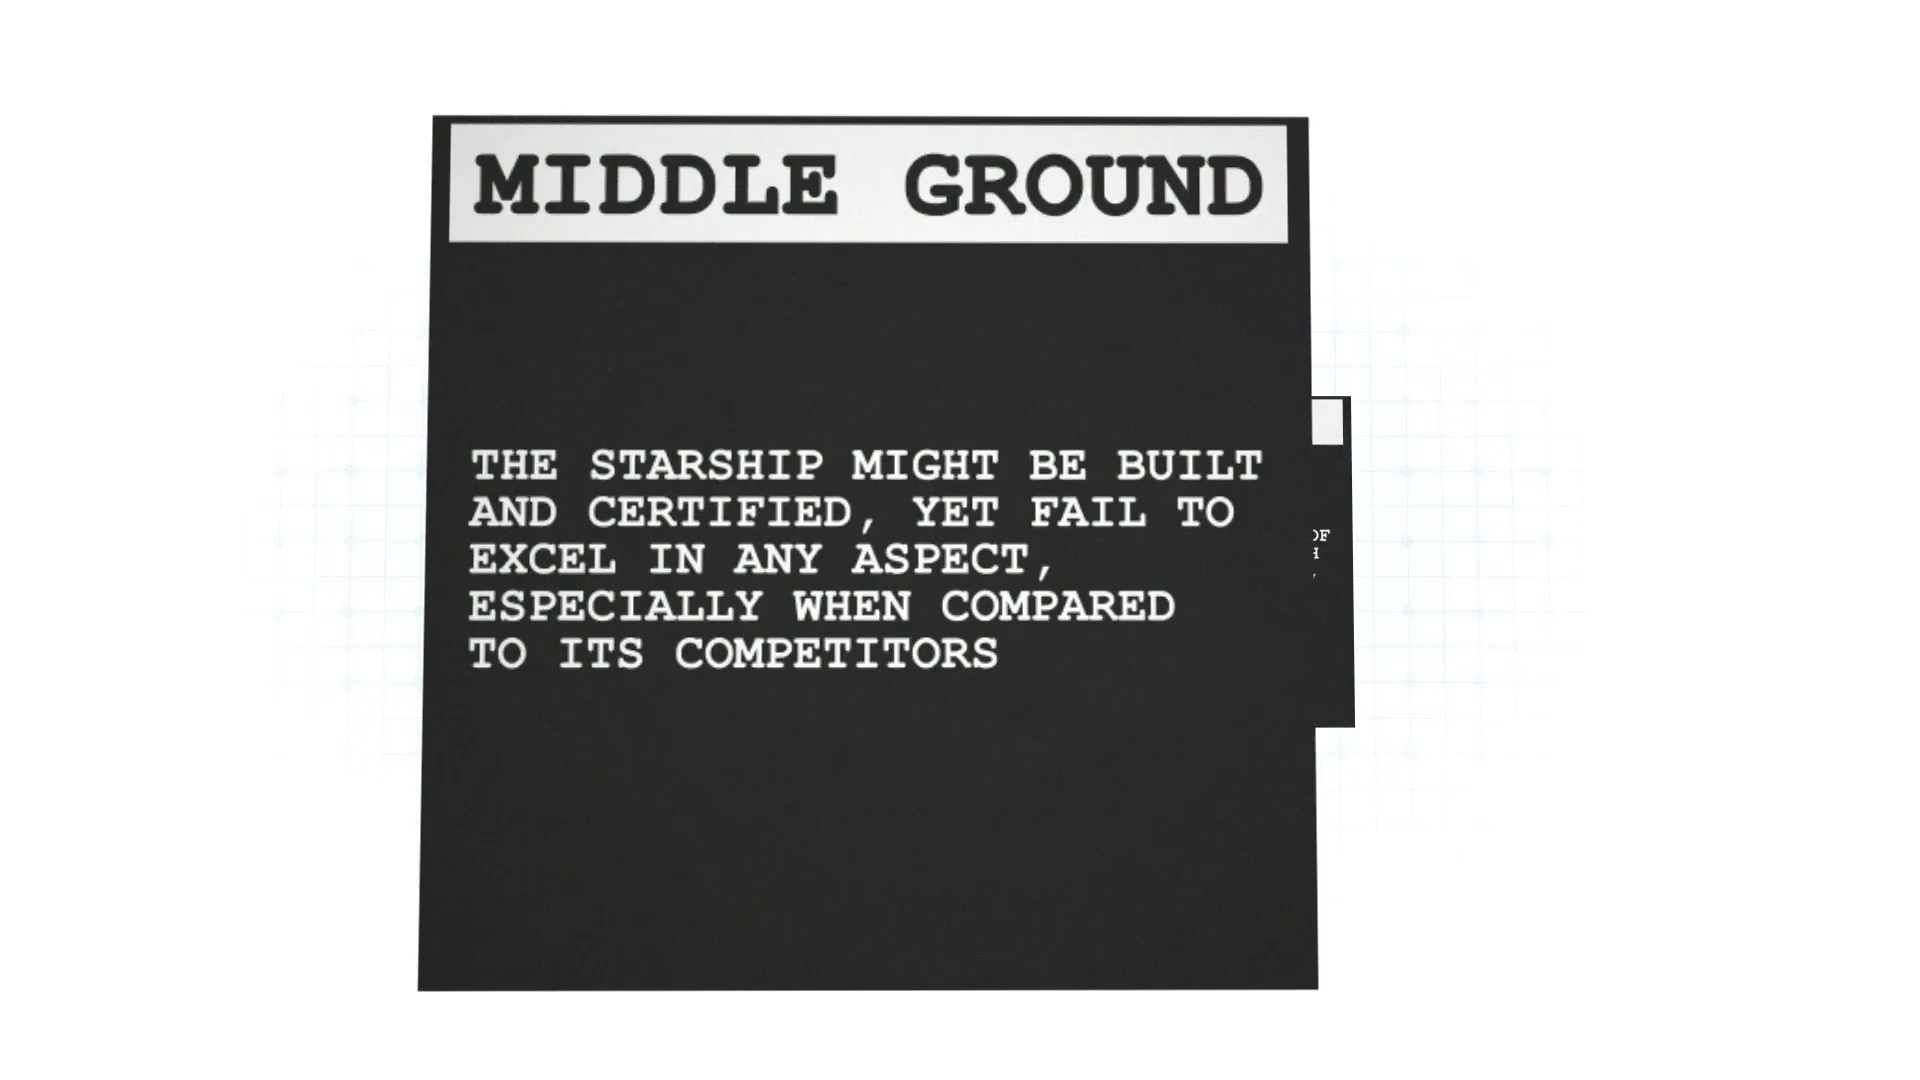 MIDDLE GROUND
THE STARSHIP MIGHT BE BUILT
AND CERTIFIED, YET FAIL TO
EXCEL IN ANY ASPECT,
ESPECIALLY WHEN COMPARED
TO ITS COMPETITORS
OF